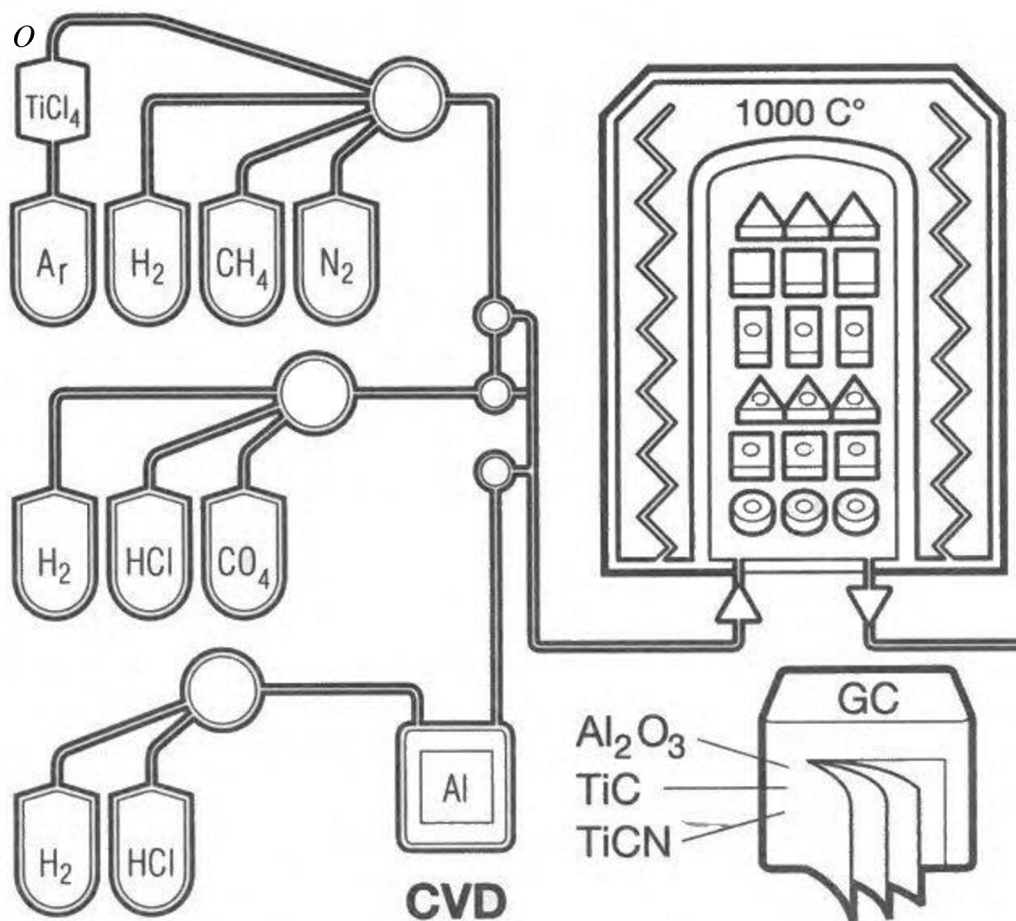 O
TiCl₄
1000 C°
Ar
H₂
CH₄
N₂
H₂
HCl
CO₄
GC
Al₂O₃
TiC
TiCN
Al
H₂
HCl
CVD